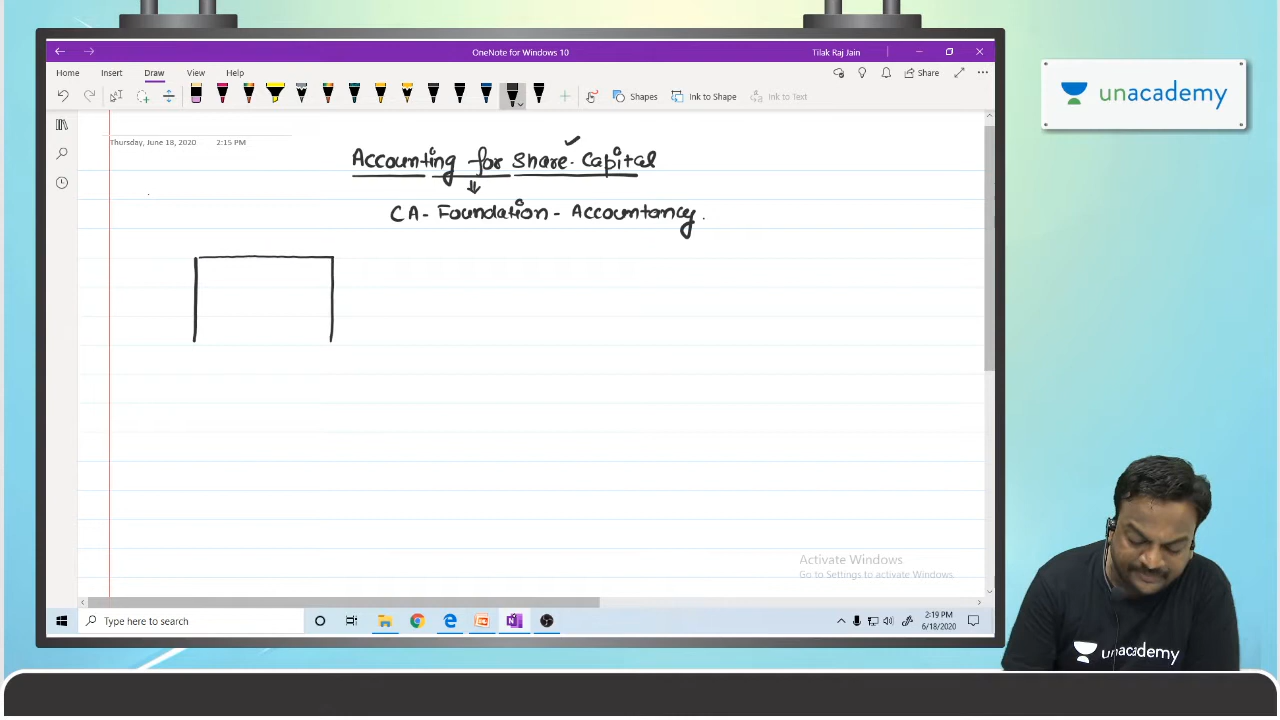 OneNote for Windows 10
Tilak Raj Jain
Home Insert Draw View Help
Share
Shapes Ink to Shape Ink to Text
unacademy
Thursday, June 18, 2020 2:15 PM
Accounting for Share Capital
CA - Foundation - Accountancy.
Activate Windows
Go to Settings to activate Windows.
Type here to search
2:19 PM
6/18/2020
unacademy